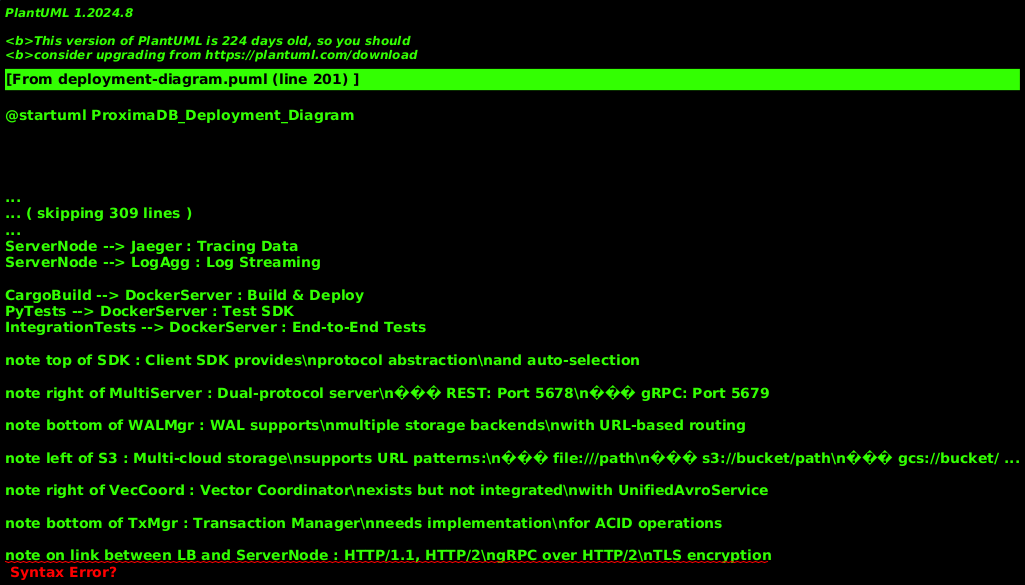 PlantUML 1.2024.8
<b>This version of PlantUML is 224 days old, so you should
<b>consider upgrading from https://plantuml.com/download
[From deployment-diagram.puml (line 201) ]
@startuml ProximaDB_Deployment_Diagram
...
... ( skipping 309 lines )
...
ServerNode --> Jaeger : Tracing Data
ServerNode --> LogAgg : Log Streaming
CargoBuild --> DockerServer : Build & Deploy
PyTests --> DockerServer : Test SDK
IntegrationTests --> DockerServer : End-to-End Tests
note top of SDK : Client SDK provides\nprotocol abstraction\nand auto-selection
note right of MultiServer : Dual-protocol server\n��� REST: Port 5678\n��� gRPC: Port 5679
note bottom of WALMgr : WAL supports\nmultiple storage backends\nwith URL-based routing
note left of S3 : Multi-cloud storage\nsupports URL patterns:\n��� file:///path\n��� s3://bucket/path\n��� gcs://bucket/ ...
note right of VecCoord : Vector Coordinator\nexists but not integrated\nwith UnifiedAvroService
note bottom of TxMgr : Transaction Manager\nneeds implementation\nfor ACID operations
note on link between LB and ServerNode : HTTP/1.1, HTTP/2\ngRPC over HTTP/2\nTLS encryption
Syntax Error?